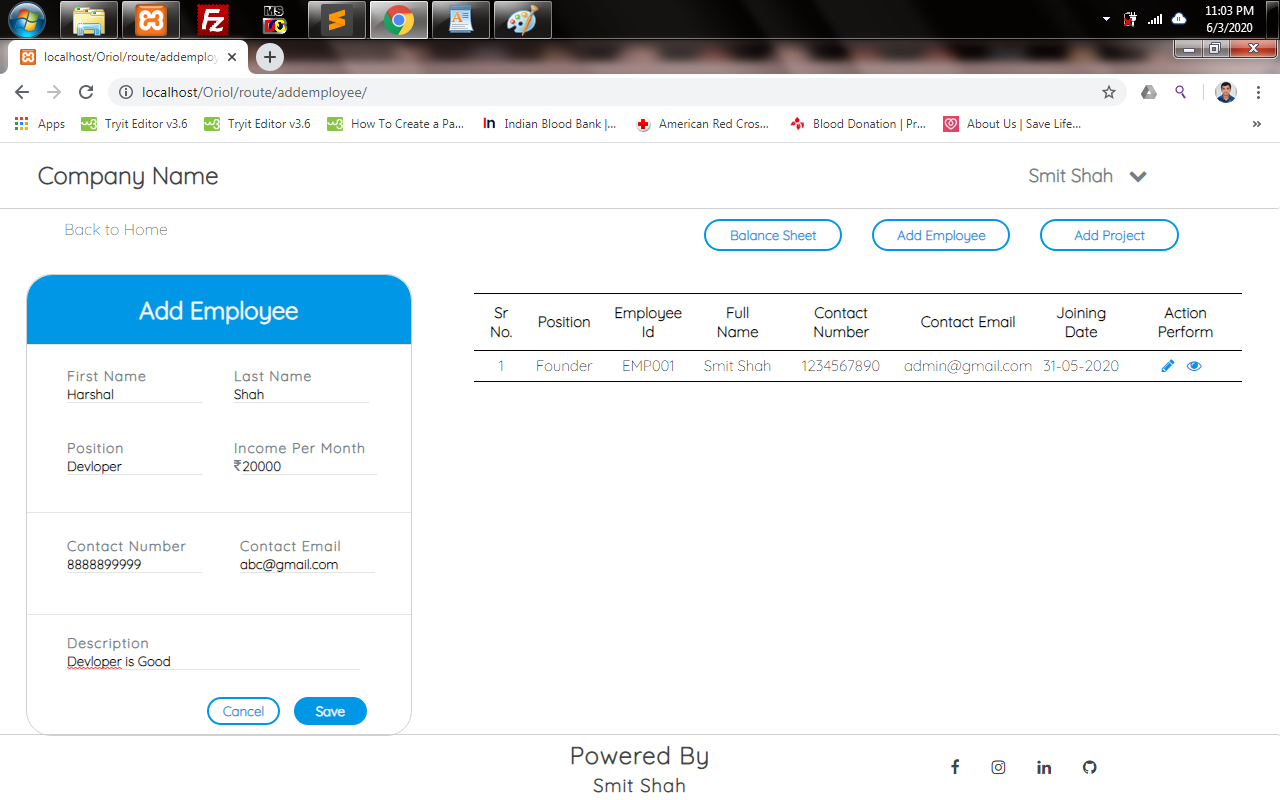 MS
11:03 PM
6/3/2020
localhost/Oriol/route/addemplo
localhost/Oriol/route/addemployee/
Apps
Tryit Editor v3.6
Tryit Editor v3.6
How To Create a Pa...
Indian Blood Bank |...
American Red Cros...
Blood Donation | Pr...
About Us | Save Life...
»
Company Name
Smit Shah
Back to Home
Balance Sheet
Add Employee
Add Project
Add Employee
First Name
Last Name
Harshal
Shah
Position
Income Per Month
Devloper
₹20000
Contact Number
Contact Email
8888899999
abc@gmail.com
Description
Devloper is Good
Cancel
Save
Sr No. Position Employee Id Full Name Contact Number Contact Email Joining Date Action Perform
1 Founder EMP001 Smit Shah 1234567890 admin@gmail.com 31-05-2020
Powered By
Smit Shah